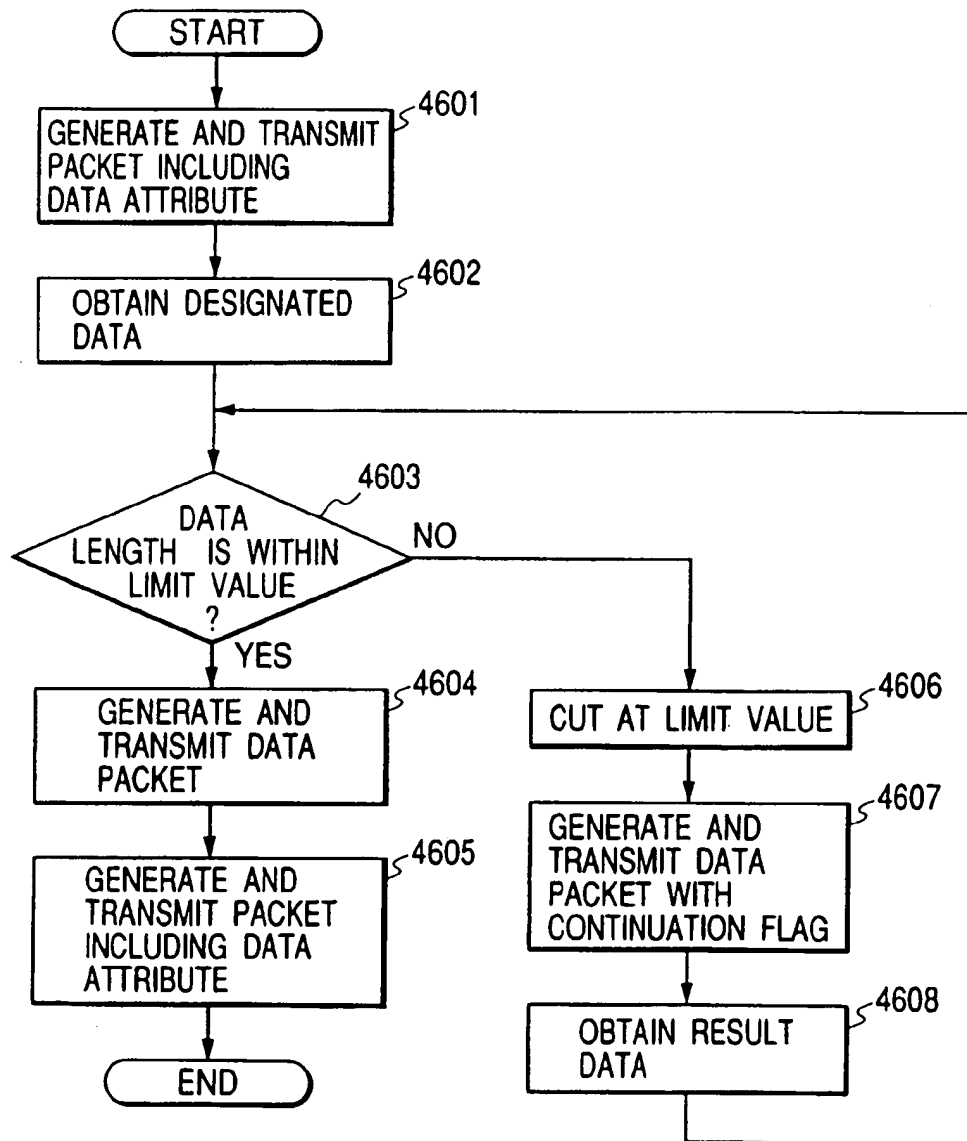 START
4601
GENERATE AND TRANSMIT
PACKET INCLUDING
DATA ATTRIBUTE
4602
OBTAIN DESIGNATED
DATA
4603
DATA
LENGTH IS WITHIN
LIMIT VALUE
?
NO
YES
4604
GENERATE AND
TRANSMIT DATA
PACKET
4605
GENERATE AND
TRANSMIT PACKET
INCLUDING DATA
ATTRIBUTE
END
4606
CUT AT LIMIT VALUE
4607
GENERATE AND
TRANSMIT DATA
PACKET WITH
CONTINUATION FLAG
4608
OBTAIN RESULT
DATA